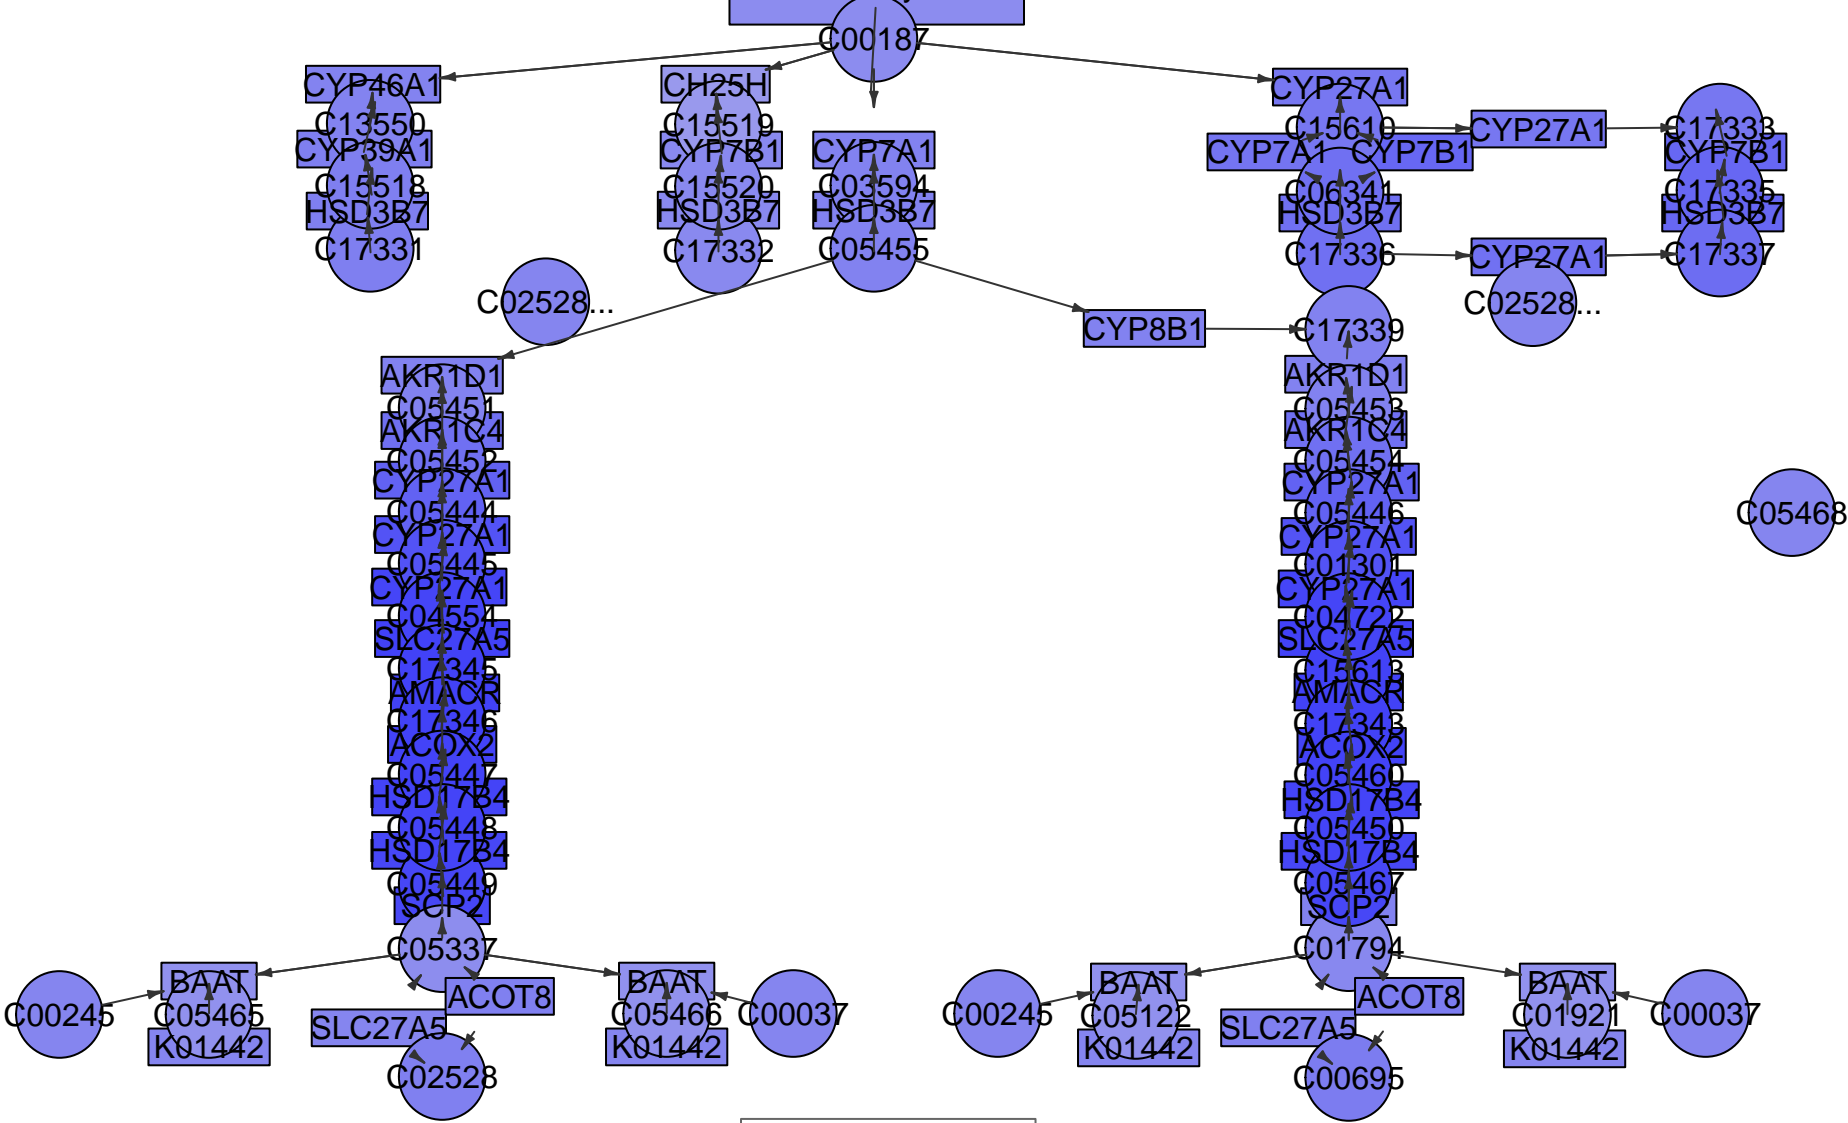 C00187
CYP46A1
CH25H
CYP27A1
C13550
C15519
C15610
CYP27A1
C17333
CYP39A1
CYP7B1
CYP7A1
CYP7A1
CYP7B1
CYP7B1
C15518
C15520
C03594
C06341
C17335
HSD3B7
HSD3B7
HSD3B7
HSD3B7
HSD3B7
C17331
C17332
C05455
C17336
CYP27A1
C17337
C02528...
C02528...
CYP8B1
C17339
AKR1D1
AKR1D1
C05451
C05453
AKR1C4
AKR1C4
C05452
C05454
CYP27A1
CYP27A1
C05444
C05446
C05468
CYP27A1
CYP27A1
C05445
C01301
CYP27A1
CYP27A1
C04554
C04722
SLC27A5
SLC27A5
C17345
C15613
AMACR
AMACR
C17346
C17343
ACOX2
ACOX2
C05447
C05460
HSD17B4
HSD17B4
C05448
C05450
HSD17B4
HSD17B4
C05449
C05467
SCP2
SCP2
C05337
C01794
BAAT
BAAT
BAAT
BAAT
ACOT8
ACOT8
C00245
C05465
C05466
C00037
C00245
C05122
C01921
C00037
SLC27A5
SLC27A5
K01442
K01442
K01442
K01442
C02528
C00695